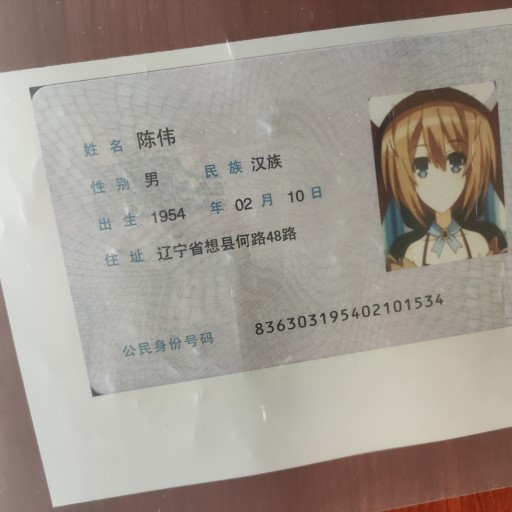 姓名 陈伟
性别 男 民族 汉族
出生 1954 年 02 月 10 日
住址 辽宁省想县何路48路
公民身份号码 836303195402101534